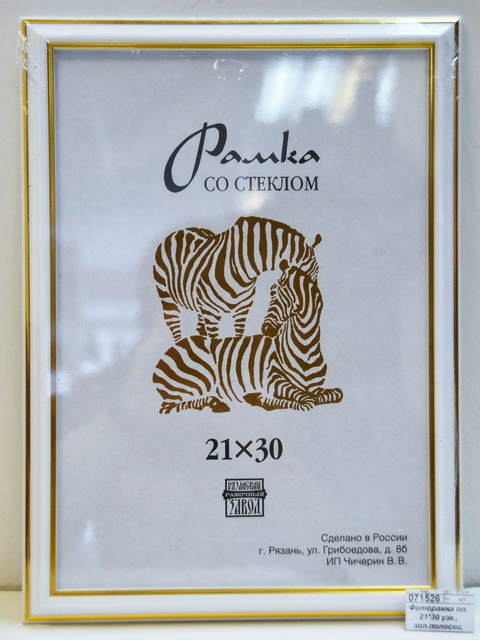 Рамка
СО СТЕКЛОМ
21×30
РЯЗАНСКИЙ
РАМОЧНЫЙ
ЗАВОД
Сделано в России
г. Рязань, ул. Грибоедова, д. 8б
ИП Чичерин В. В.
071526
Фоторамка пл.
21*30 узк.,
зол.полоски,